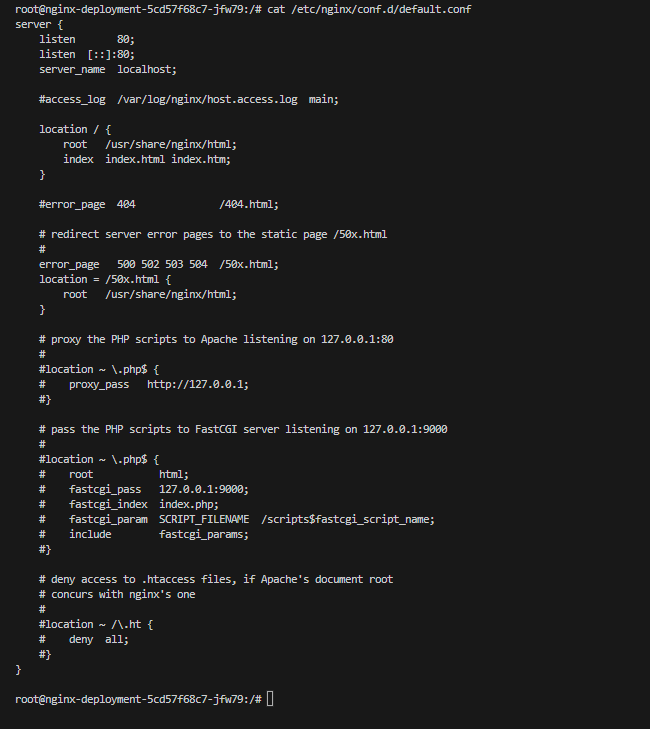 root@nginx-deployment-5cd57f68c7-jfw79:/# cat /etc/nginx/conf.d/default.conf
server {
    listen       80;
    listen  [::]:80;
    server_name  localhost;

    #access_log  /var/log/nginx/host.access.log  main;

    location / {
        root   /usr/share/nginx/html;
        index  index.html index.htm;
    }

    #error_page  404              /404.html;

    # redirect server error pages to the static page /50x.html
    #
    error_page   500 502 503 504  /50x.html;
    location = /50x.html {
        root   /usr/share/nginx/html;
    }

    # proxy the PHP scripts to Apache listening on 127.0.0.1:80
    #
    #location ~ \.php$ {
    #    proxy_pass   http://127.0.0.1;
    #}

    # pass the PHP scripts to FastCGI server listening on 127.0.0.1:9000
    #
    #location ~ \.php$ {
    #    root           html;
    #    fastcgi_pass   127.0.0.1:9000;
    #    fastcgi_index  index.php;
    #    fastcgi_param  SCRIPT_FILENAME  /scripts$fastcgi_script_name;
    #    include        fastcgi_params;
    #}

    # deny access to .htaccess files, if Apache's document root
    # concurs with nginx's one
    #
    #location ~ /\.ht {
    #    deny  all;
    #}
}

root@nginx-deployment-5cd57f68c7-jfw79:/#